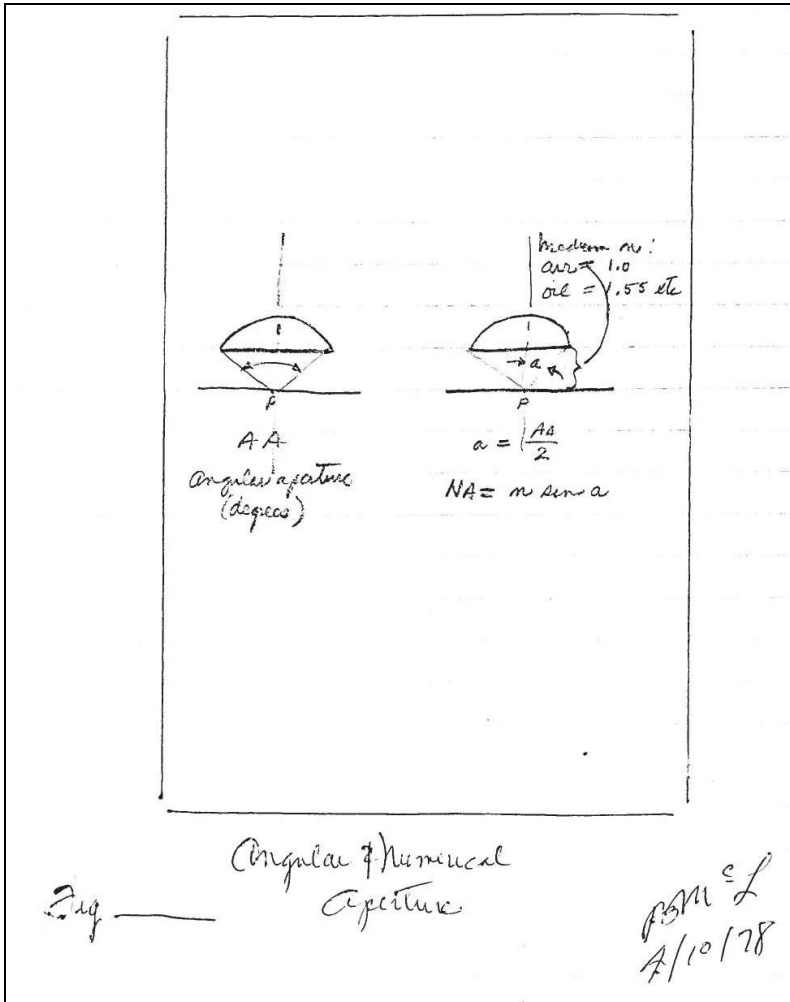 P
AA
angular aperture
(degrees)
medium n:
air = 1.0
oil = 1.55 etc
a
P
a = AA/2
NA = n sin a
Angular & Numerical
Aperture
Fig
4/10/78